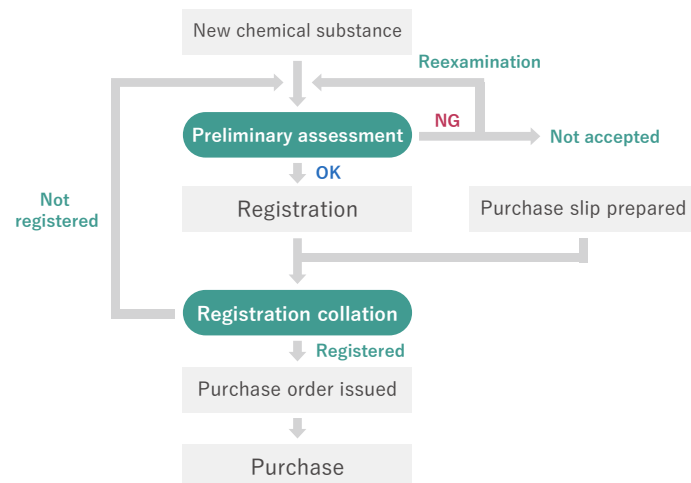 New chemical substance
Reexamination
Preliminary assessment
NG
Not accepted
OK
Not
registered
Registration
Purchase slip prepared
Registration collation
Registered
Purchase order issued
Purchase